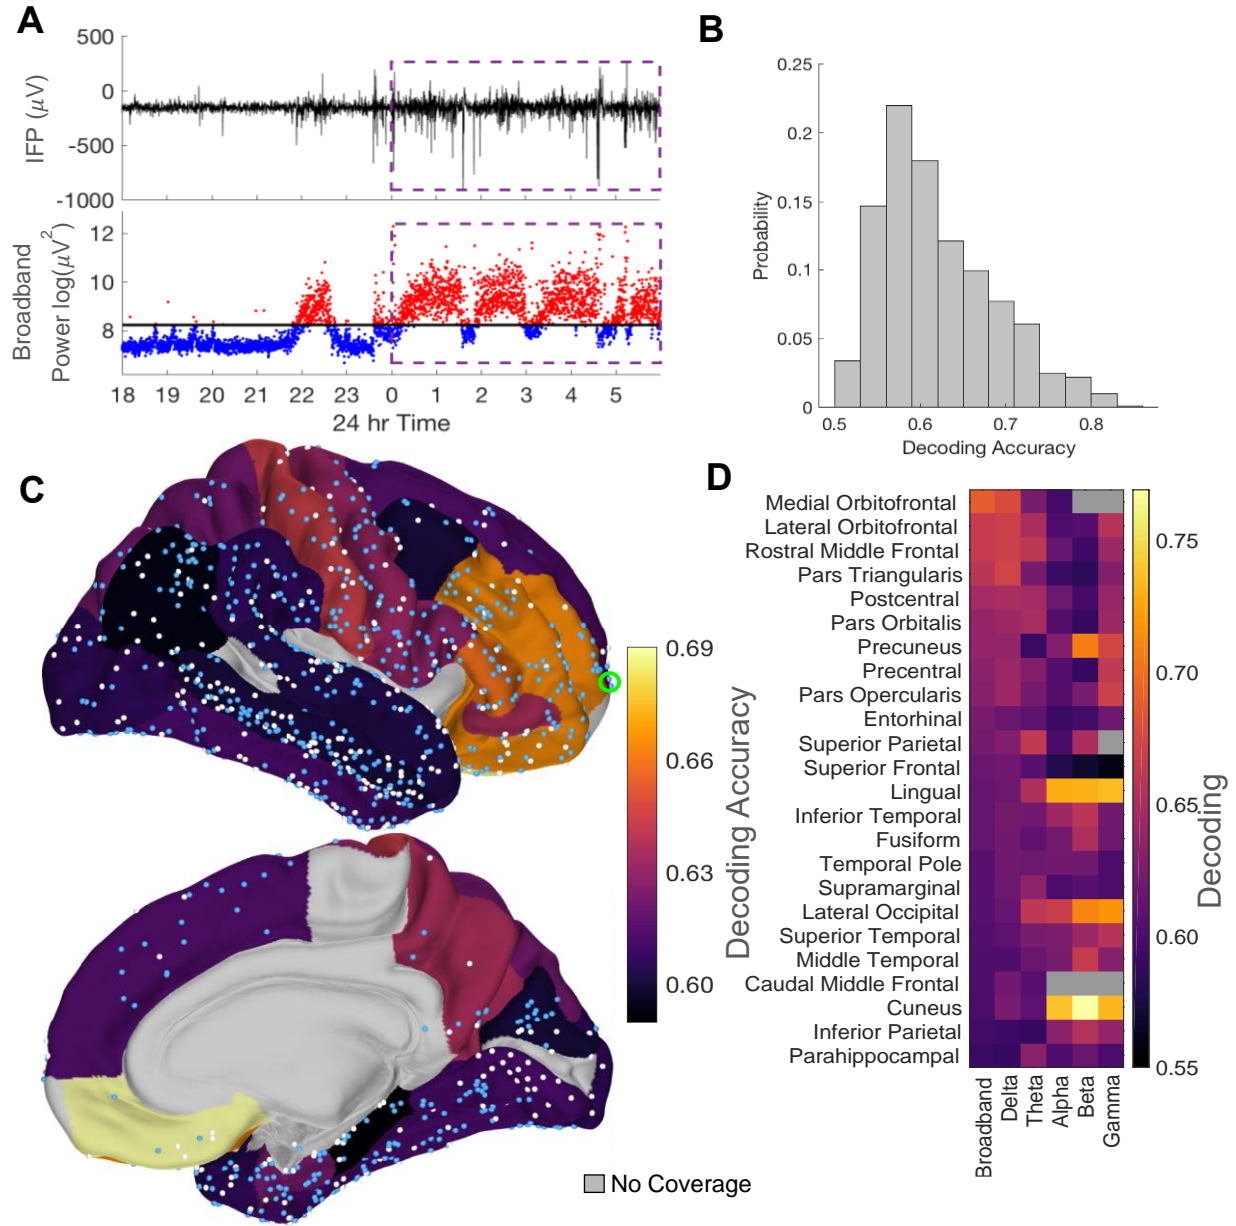 A
500
0
-500
-1000
IFP (μV)
12
10
8
Broadband
Power log(μV²)
18 19 20 21 22 23 0 1 2 3 4 5
24 hr Time
B
0.25
0.2
0.15
0.1
0.05
0
Probability
0.5 0.6 0.7 0.8
Decoding Accuracy
C
0.69
0.66
0.63
0.60
Decoding Accuracy
No Coverage
D
Medial Orbitofrontal
Lateral Orbitofrontal
Rostral Middle Frontal
Pars Triangularis
Postcentral
Pars Orbitalis
Precuneus
Precentral
Pars Opercularis
Entorhinal
Superior Parietal
Superior Frontal
Lingual
Inferior Temporal
Fusiform
Temporal Pole
Supramarginal
Lateral Occipital
Superior Temporal
Middle Temporal
Caudal Middle Frontal
Cuneus
Inferior Parietal
Parahippocampal
Broadband
Delta
Theta
Alpha
Beta
Gamma
0.75
0.70
0.65
0.60
0.55
Decoding